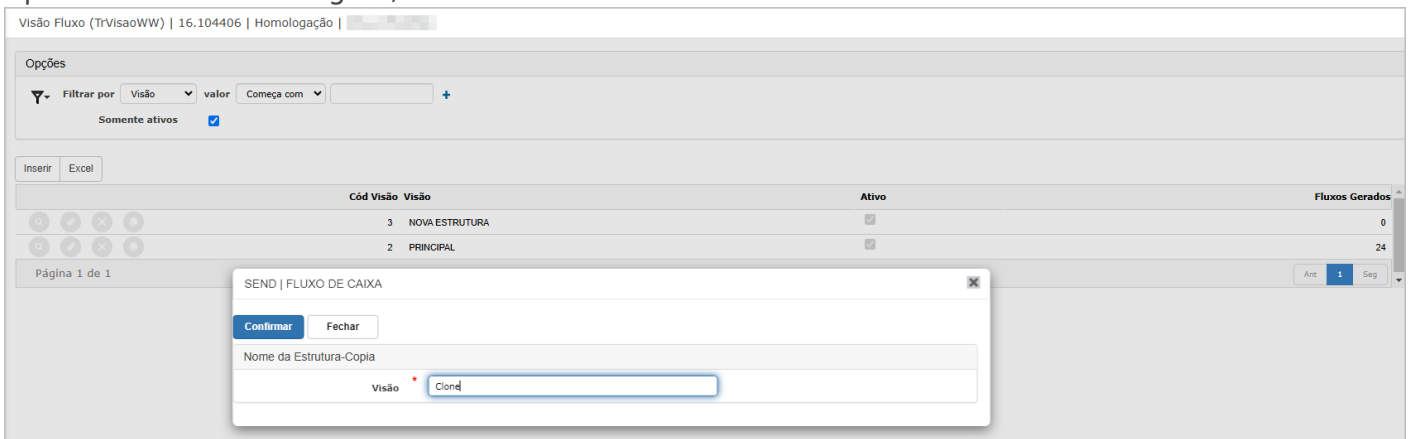 Visão Fluxo (TrVisaoWW) | 16.104406 | Homologação |
Opções
Filtrar por Visão valor Começa com +
Somente ativos
Inserir Excel
Cód Visão Visão Ativo Fluxos Gerados
3 NOVA ESTRUTURA 0
2 PRINCIPAL 24
Página 1 de 1 Ant 1 Seg
SEND | FLUXO DE CAIXA
Confirmar Fechar
Nome da Estrutura-Copia
Visão * Clone